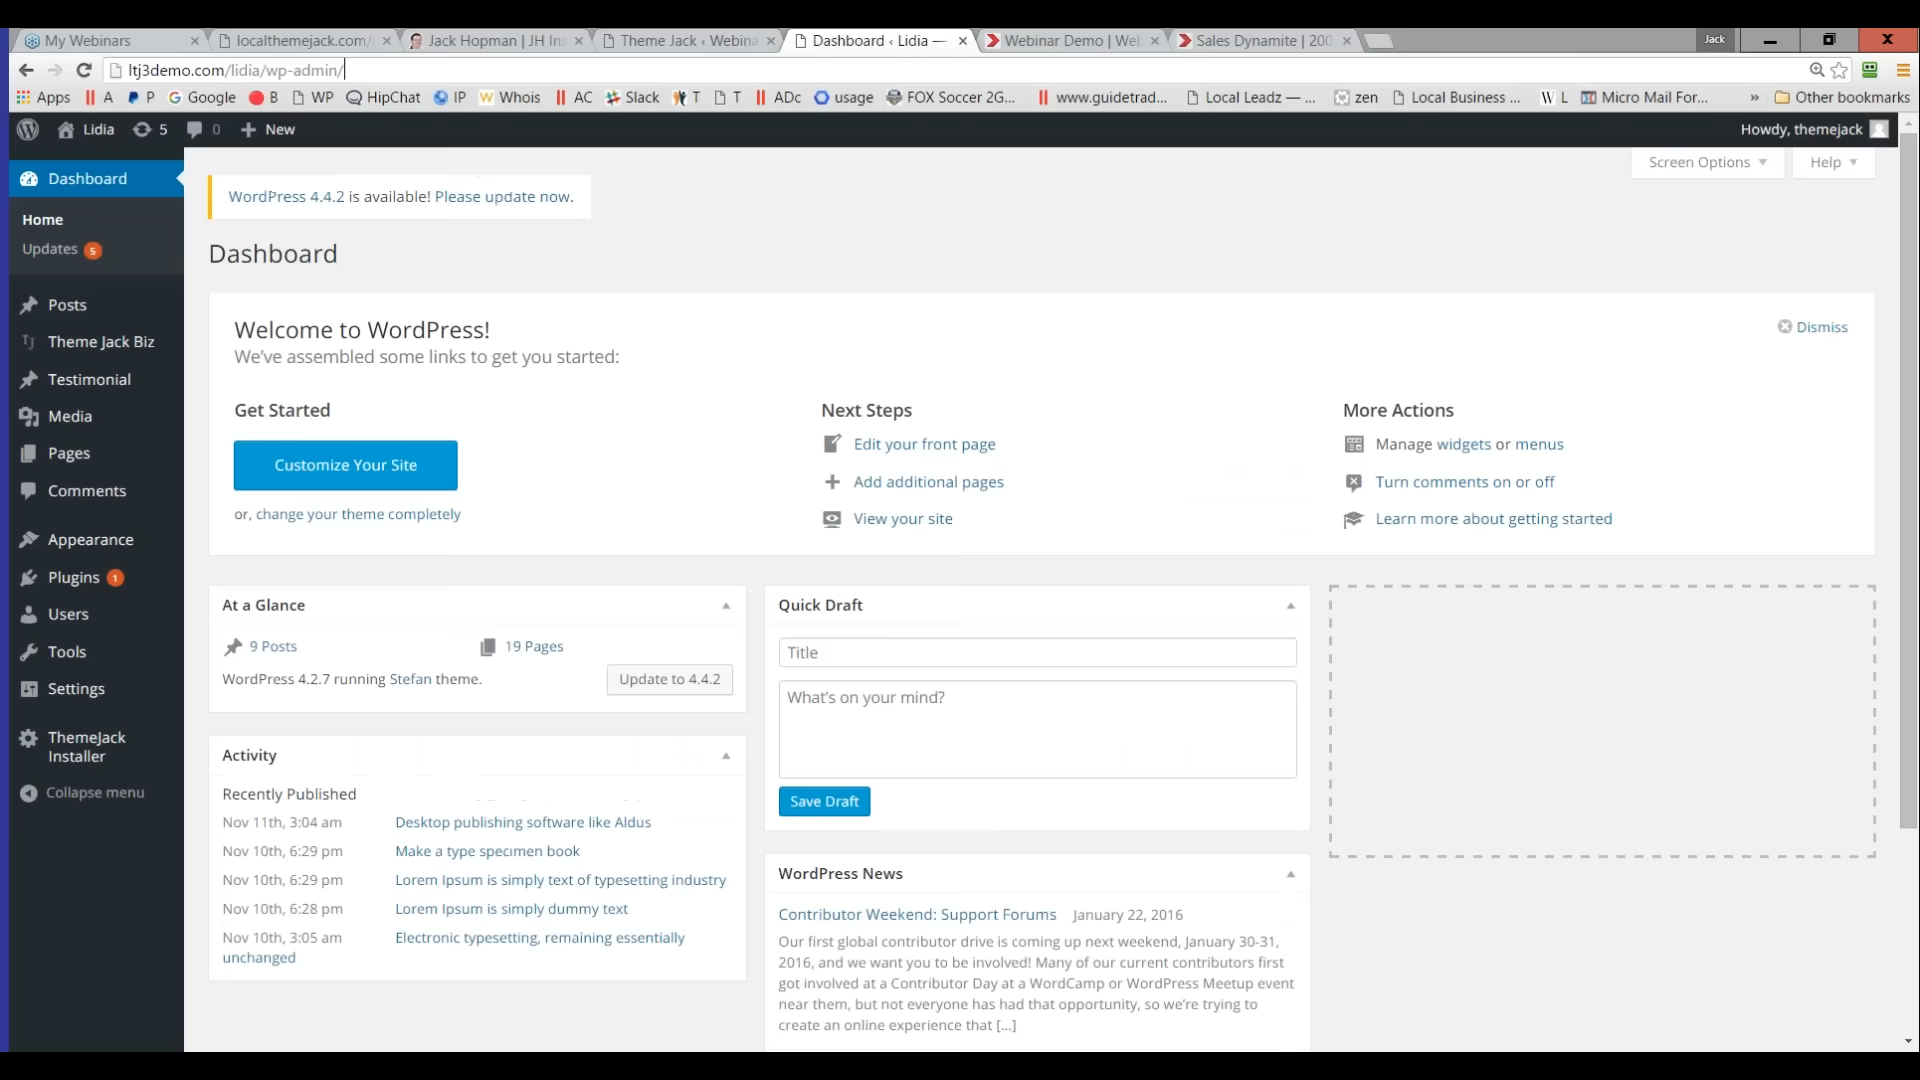 My Webinars
localthemejack.com/
Jack Hopman | JH In
Theme Jack ‹ Webina
Dashboard ‹ Lidia —
Webinar Demo | We
Sales Dynamite | 200
Jack
ltj3demo.com/lidia/wp-admin/
Apps
A
P
Google
B
WP
HipChat
IP
Whois
AC
Slack
T
T
ADc
usage
FOX Soccer 2G...
www.guidetrad...
Local Leadz — ...
zen
Local Business ...
L
Micro Mail For...
»
Other bookmarks
Lidia
5
0
New
Howdy, themejack
Dashboard
Home
Updates 5
Posts
Theme Jack Biz
Testimonial
Media
Pages
Comments
Appearance
Plugins 1
Users
Tools
Settings
ThemeJack
Installer
Collapse menu
Screen Options
Help
WordPress 4.4.2 is available! Please update now.
Dashboard
Welcome to WordPress!
We've assembled some links to get you started:
Dismiss
Get Started
Customize Your Site
or, change your theme completely
Next Steps
Edit your front page
Add additional pages
View your site
More Actions
Manage widgets or menus
Turn comments on or off
Learn more about getting started
At a Glance
9 Posts
19 Pages
WordPress 4.2.7 running Stefan theme.
Update to 4.4.2
Activity
Recently Published
Nov 11th, 3:04 am Desktop publishing software like Aldus
Nov 10th, 6:29 pm Make a type specimen book
Nov 10th, 6:29 pm Lorem Ipsum is simply text of typesetting industry
Nov 10th, 6:28 pm Lorem Ipsum is simply dummy text
Nov 10th, 3:05 am Electronic typesetting, remaining essentially
unchanged
Quick Draft
Title
What's on your mind?
Save Draft
WordPress News
Contributor Weekend: Support Forums January 22, 2016
Our first global contributor drive is coming up next weekend, January 30-31,
2016, and we want you to be involved! Many of our current contributors first
got involved at a Contributor Day at a WordCamp or WordPress Meetup event
near them, but not everyone has had that opportunity, so we're trying to
create an online experience that [...]